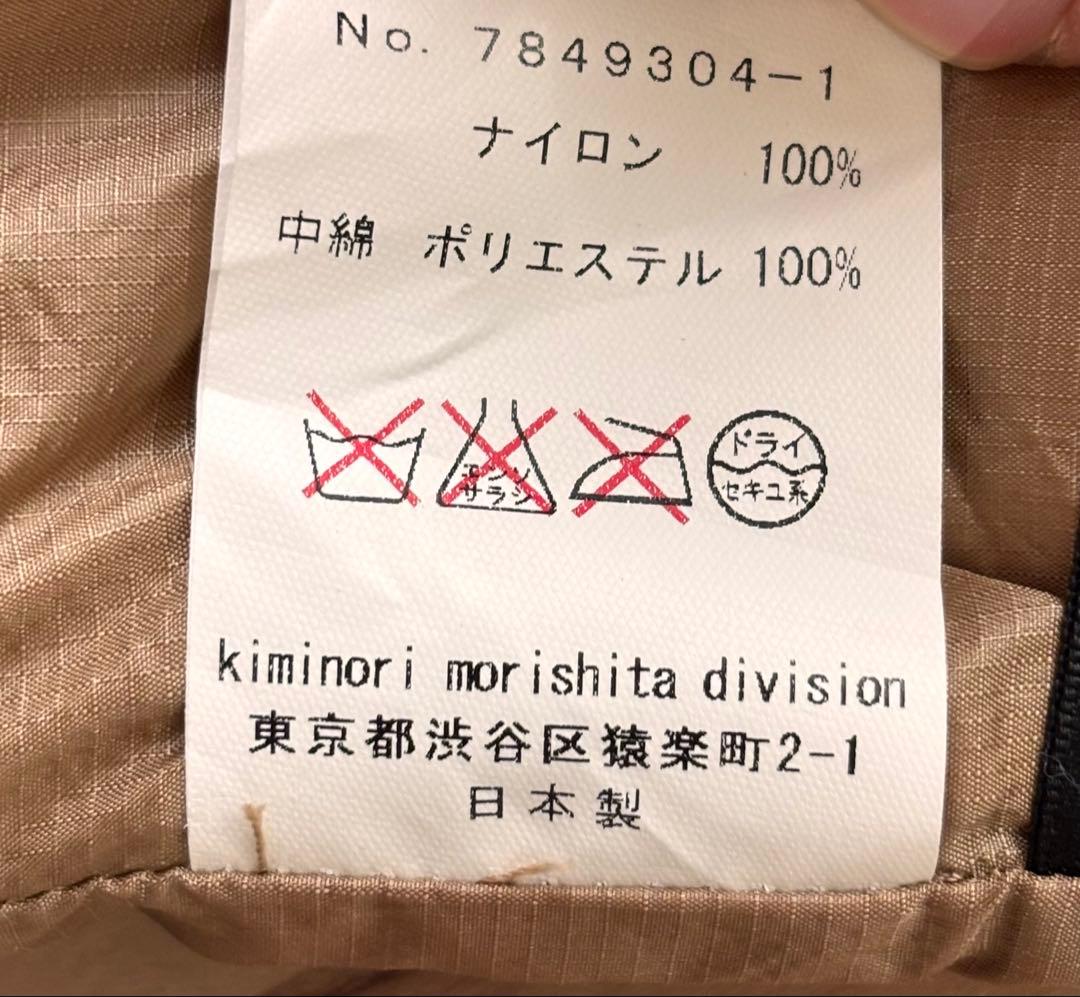 No. 7849304-1
ナイロン 100%
中綿 ポリエステル 100%
エンソ
サラシ
ドライ
セキユ系
kiminori morishita division
東京都渋谷区猿楽町2-1
日本製